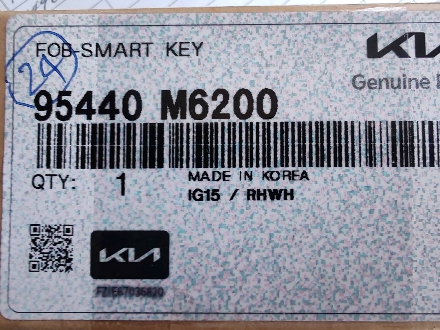 FOB-SMART KEY
KIA
24
Genuine
95440 M6200
QTY: 1
MADE IN KOREA
IG15 / RHWH
KIA